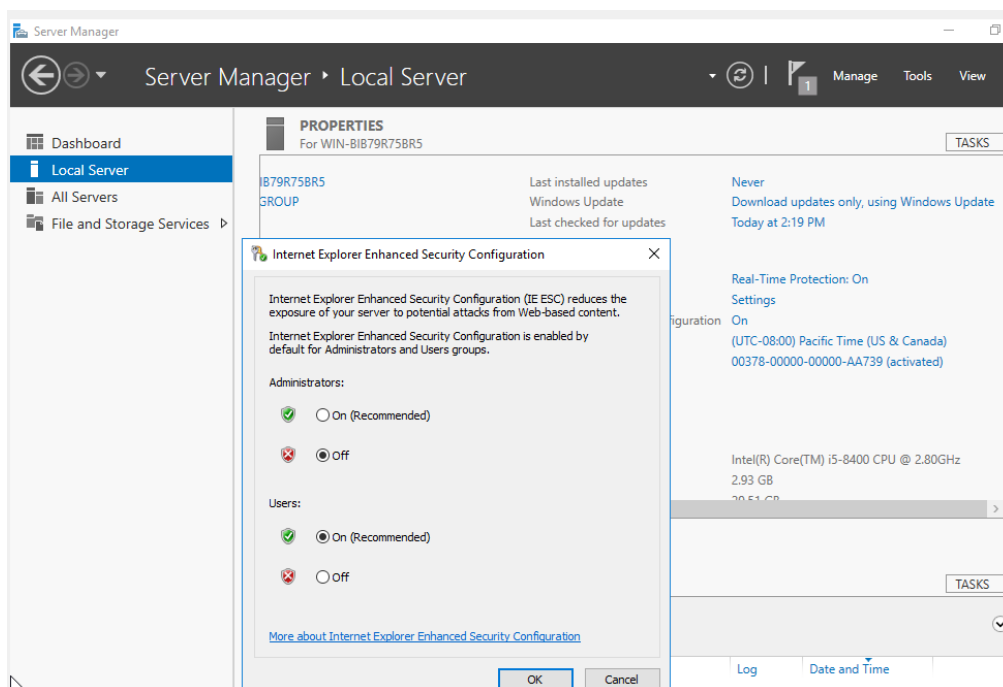 Server Manager
Server Manager ‣ Local Server
1
Manage
Tools
View
Dashboard
Local Server
All Servers
File and Storage Services
PROPERTIES
For WIN-BIB79R75BR5
TASKS
IB79R75BR5
GROUP
Last installed updates
Never
Windows Update
Download updates only, using Windows Update
Last checked for updates
Today at 2:19 PM
Real-Time Protection: On
Settings
iguration
On
(UTC-08:00) Pacific Time (US & Canada)
00378-00000-00000-AA739 (activated)
Intel(R) Core(TM) i5-8400 CPU @ 2.80GHz
2.93 GB
Internet Explorer Enhanced Security Configuration
Internet Explorer Enhanced Security Configuration (IE ESC) reduces the
exposure of your server to potential attacks from Web-based content.
Internet Explorer Enhanced Security Configuration is enabled by
default for Administrators and Users groups.
Administrators:
On (Recommended)
Off
Users:
On (Recommended)
Off
More about Internet Explorer Enhanced Security Configuration
OK
Cancel
TASKS
Log
Date and Time